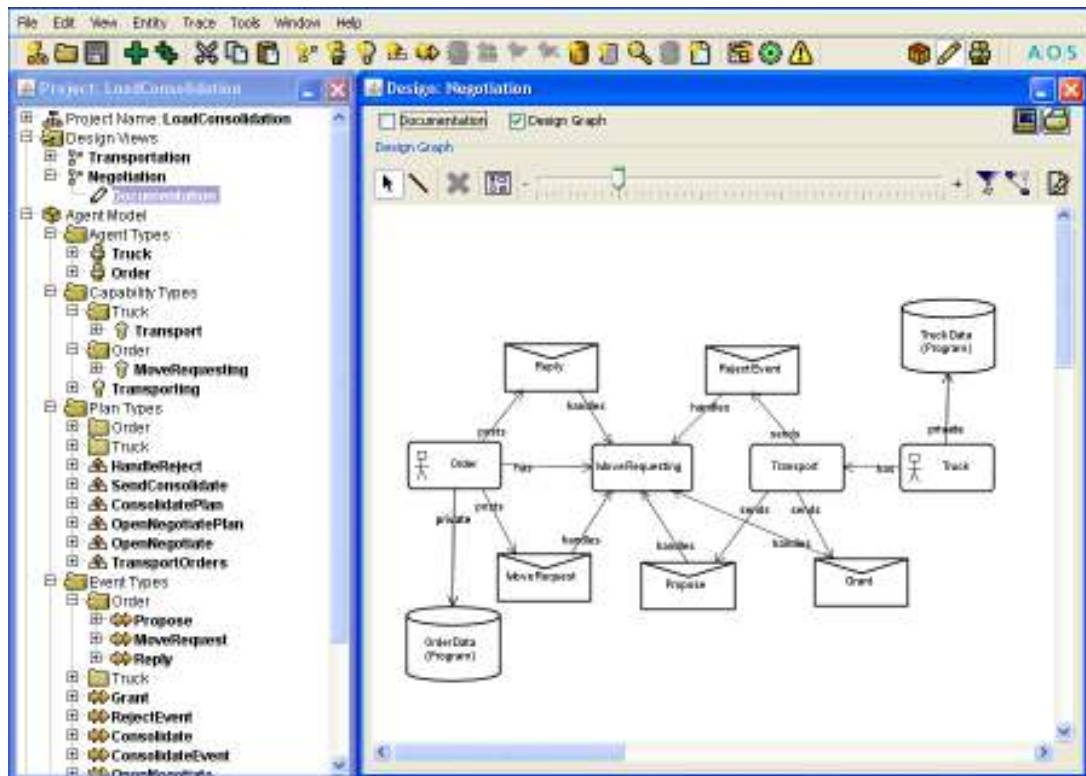 File Edit View Entity Trace Tools Window Help
AOS
Project: LoadConsolidation
Project Name: LoadConsolidation
Design Views
Transportation
Negotiation
Documentation
Agent Model
Agent Types
Truck
Order
Capability Types
Truck
Transport
Order
MoveRequesting
Transporting
Plan Types
Order
Truck
HandleReject
SendConsolidate
ConsolidatePlan
OpenNegotiatePlan
OpenNegotiate
TransportOrders
Event Types
Order
Propose
MoveRequest
Reply
Truck
Grant
RejectEvent
Consolidate
ConsolidateEvent
OpenNegotiate
Design: Negotiation
Documentation Design Graph
Design Graph
- +
TruckData
(Program)
Reply
RejectEvent
handles
handles
posts
sends
private
Order
has
MoveRequesting
Transport
has
Truck
private
posts
sends
sends
handles
handles
handles
MoveRequest
Propose
Grant
OrderData
(Program)